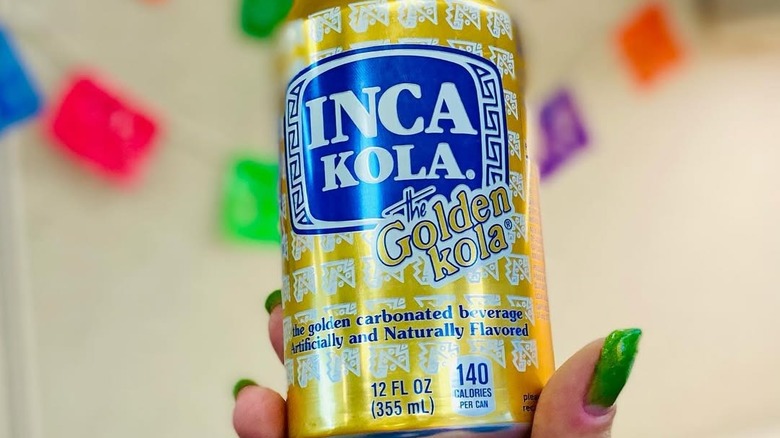 INCA
KOLA.
the
Golden
kola®
the golden carbonated beverage
Artificially and Naturally Flavored
12 FL OZ
(355 mL)
140
CALORIES
PER CAN